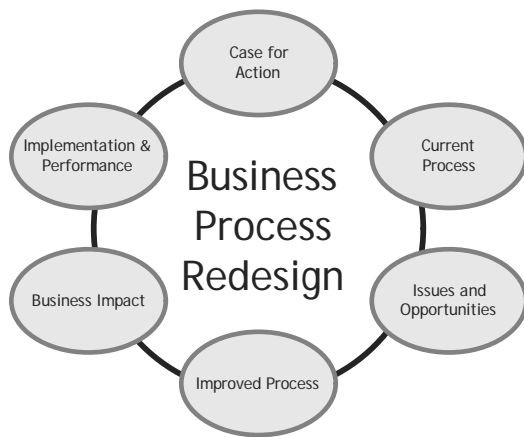 Case for
Action
Current
Process
Issues and
Opportunities
Improved Process
Business Impact
Implementation &
Performance
Business
Process
Redesign